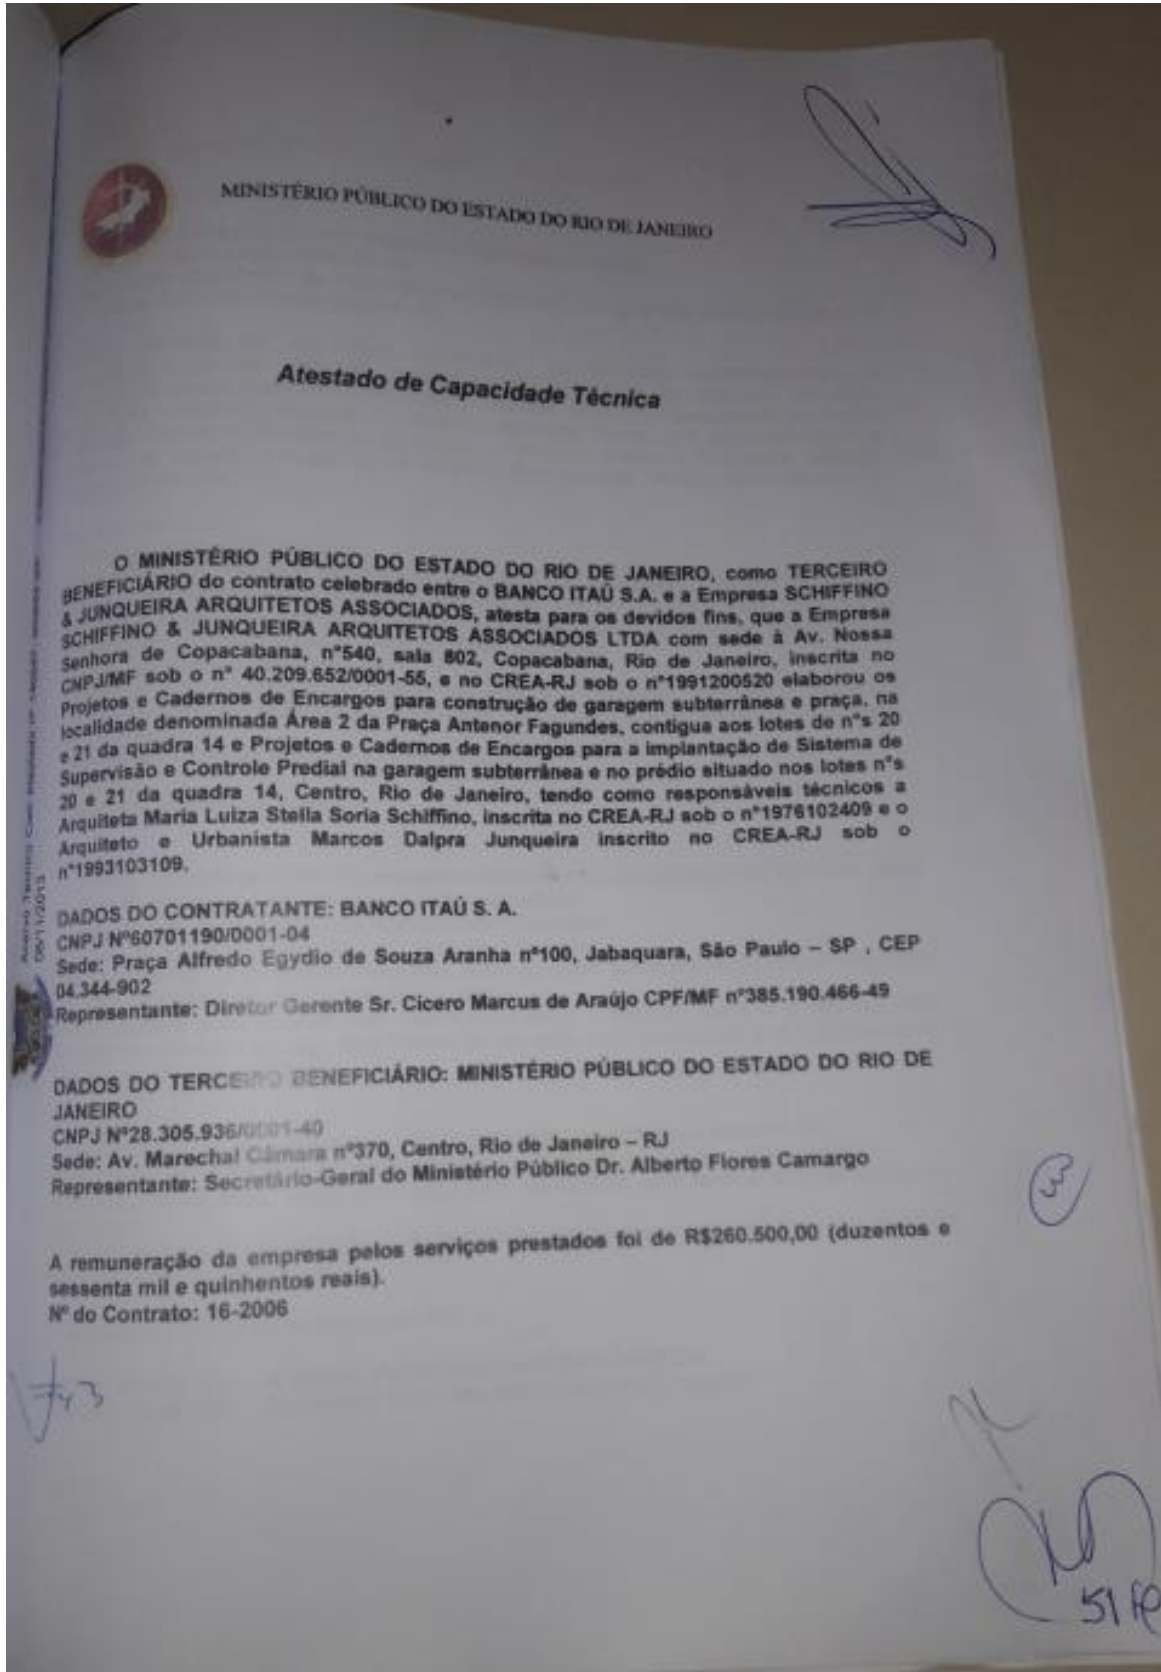 MINISTÉRIO PÚBLICO DO ESTADO DO RIO DE JANEIRO
Atestado de Capacidade Técnica
O MINISTÉRIO PÚBLICO DO ESTADO DO RIO DE JANEIRO, como TERCEIRO
BENEFICIÁRIO do contrato celebrado entre o BANCO ITAÚ S.A. e a Empresa SCHIFFINO
& JUNQUEIRA ARQUITETOS ASSOCIADOS, atesta para os devidos fins, que a Empresa
SCHIFFINO & JUNQUEIRA ARQUITETOS ASSOCIADOS LTDA com sede à Av. Nossa
Senhora de Copacabana, n°540, sala 802, Copacabana, Rio de Janeiro, inscrita no
CNPJ/MF sob o n° 40.209.652/0001-55, e no CREA-RJ sob o n°1991200520 elaborou os
Projetos e Cadernos de Encargos para construção de garagem subterrânea e praça, na
localidade denominada Área 2 da Praça Antenor Fagundes, contigua aos lotes de n°s 20
e 21 da quadra 14 e Projetos e Cadernos de Encargos para a implantação de Sistema de
Supervisão e Controle Predial na garagem subterrânea e no prédio situado nos lotes n°s
20 e 21 da quadra 14, Centro, Rio de Janeiro, tendo como responsáveis técnicos a
Arquiteta Maria Luiza Stella Soria Schiffino, inscrita no CREA-RJ sob o n°1976102409 e o
Arquiteto e Urbanista Marcos Dalpra Junqueira inscrito no CREA-RJ sob o
n°1993103109.
DADOS DO CONTRATANTE: BANCO ITAÚ S. A.
CNPJ Nº60701190/0001-04
Sede: Praça Alfredo Egydio de Souza Aranha n°100, Jabaquara, São Paulo – SP , CEP
04.344-902
Representante: Diretor Gerente Sr. Cicero Marcus de Araújo CPF/MF n°385.190.466-49
DADOS DO TERCEIRO BENEFICIÁRIO: MINISTÉRIO PÚBLICO DO ESTADO DO RIO DE
JANEIRO
CNPJ Nº28.305.936/0001-40
Sede: Av. Marechal Câmara n°370, Centro, Rio de Janeiro – RJ
Representante: Secretário-Geral do Ministério Público Dr. Alberto Flores Camargo
A remuneração da empresa pelos serviços prestados foi de R$260.500,00 (duzentos e
sessenta mil e quinhentos reais).
Nº do Contrato: 16-2006
06/11/2013